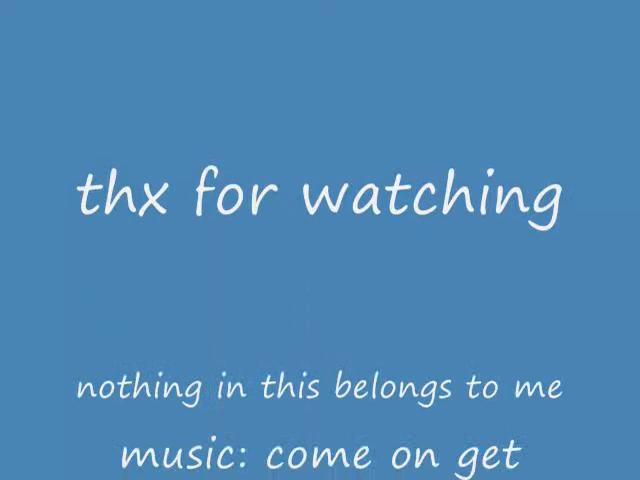 thx for watching
nothing in this belongs to me
music: come on get